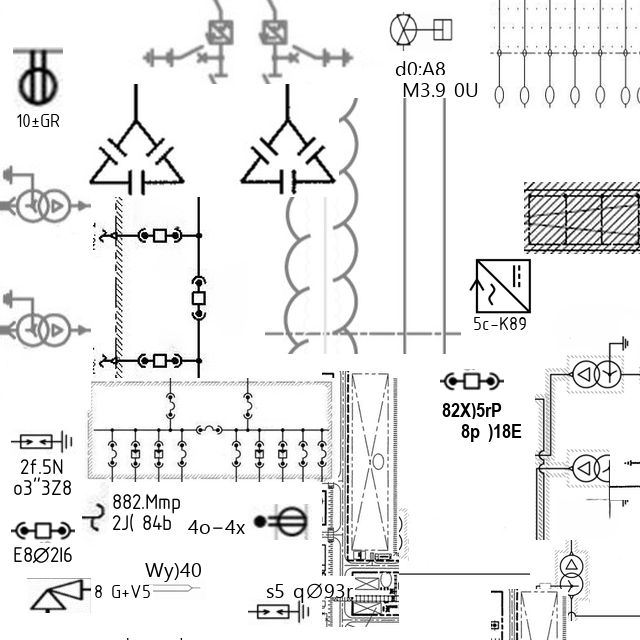 d0:A8
M3.9 0U
10±GR
5c-K89
82X)5rP
8p )18E
2f.5N
o3"3Z8
882.Mmp
2J( 84b
4o-4x
E8Ø2I6
Wy)40
8 G+V5
s5 qØ93r